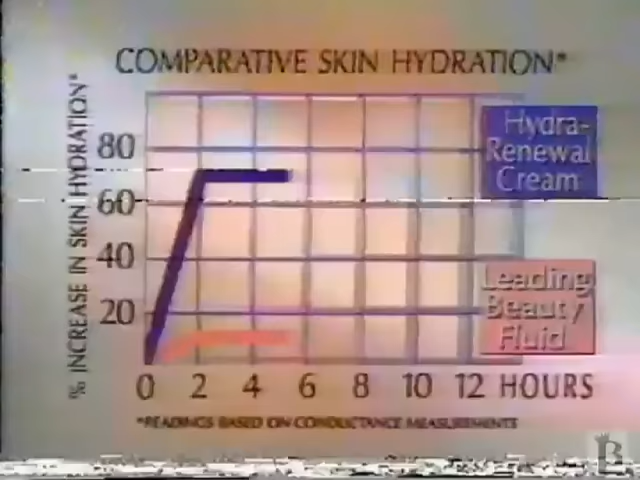 COMPARATIVE SKIN HYDRATION*
% INCREASE IN SKIN HYDRATION*
80
60
40
20
Hydra-
Renewal
Cream
Leading
Beauty
Fluid
0 2 4 6 8 10 12 HOURS
*READINGS BASED ON CONDUCTANCE MEASUREMENTS
B